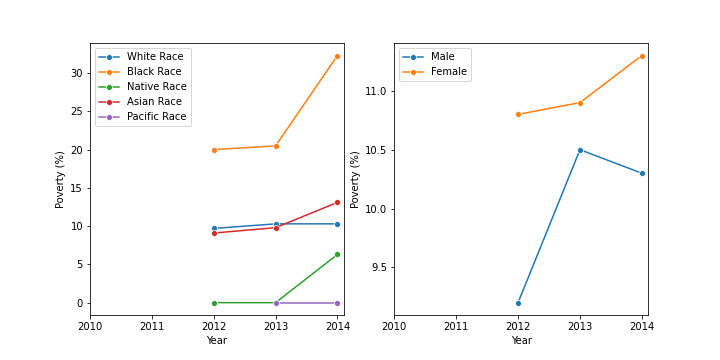 White Race
Black Race
Native Race
Asian Race
Pacific Race
30
25
20
15
10
5
0
Poverty (%)
2010 2011 2012 2013 2014
Year
Male
Female
11.0
10.5
10.0
9.5
Poverty (%)
2010 2011 2012 2013 2014
Year